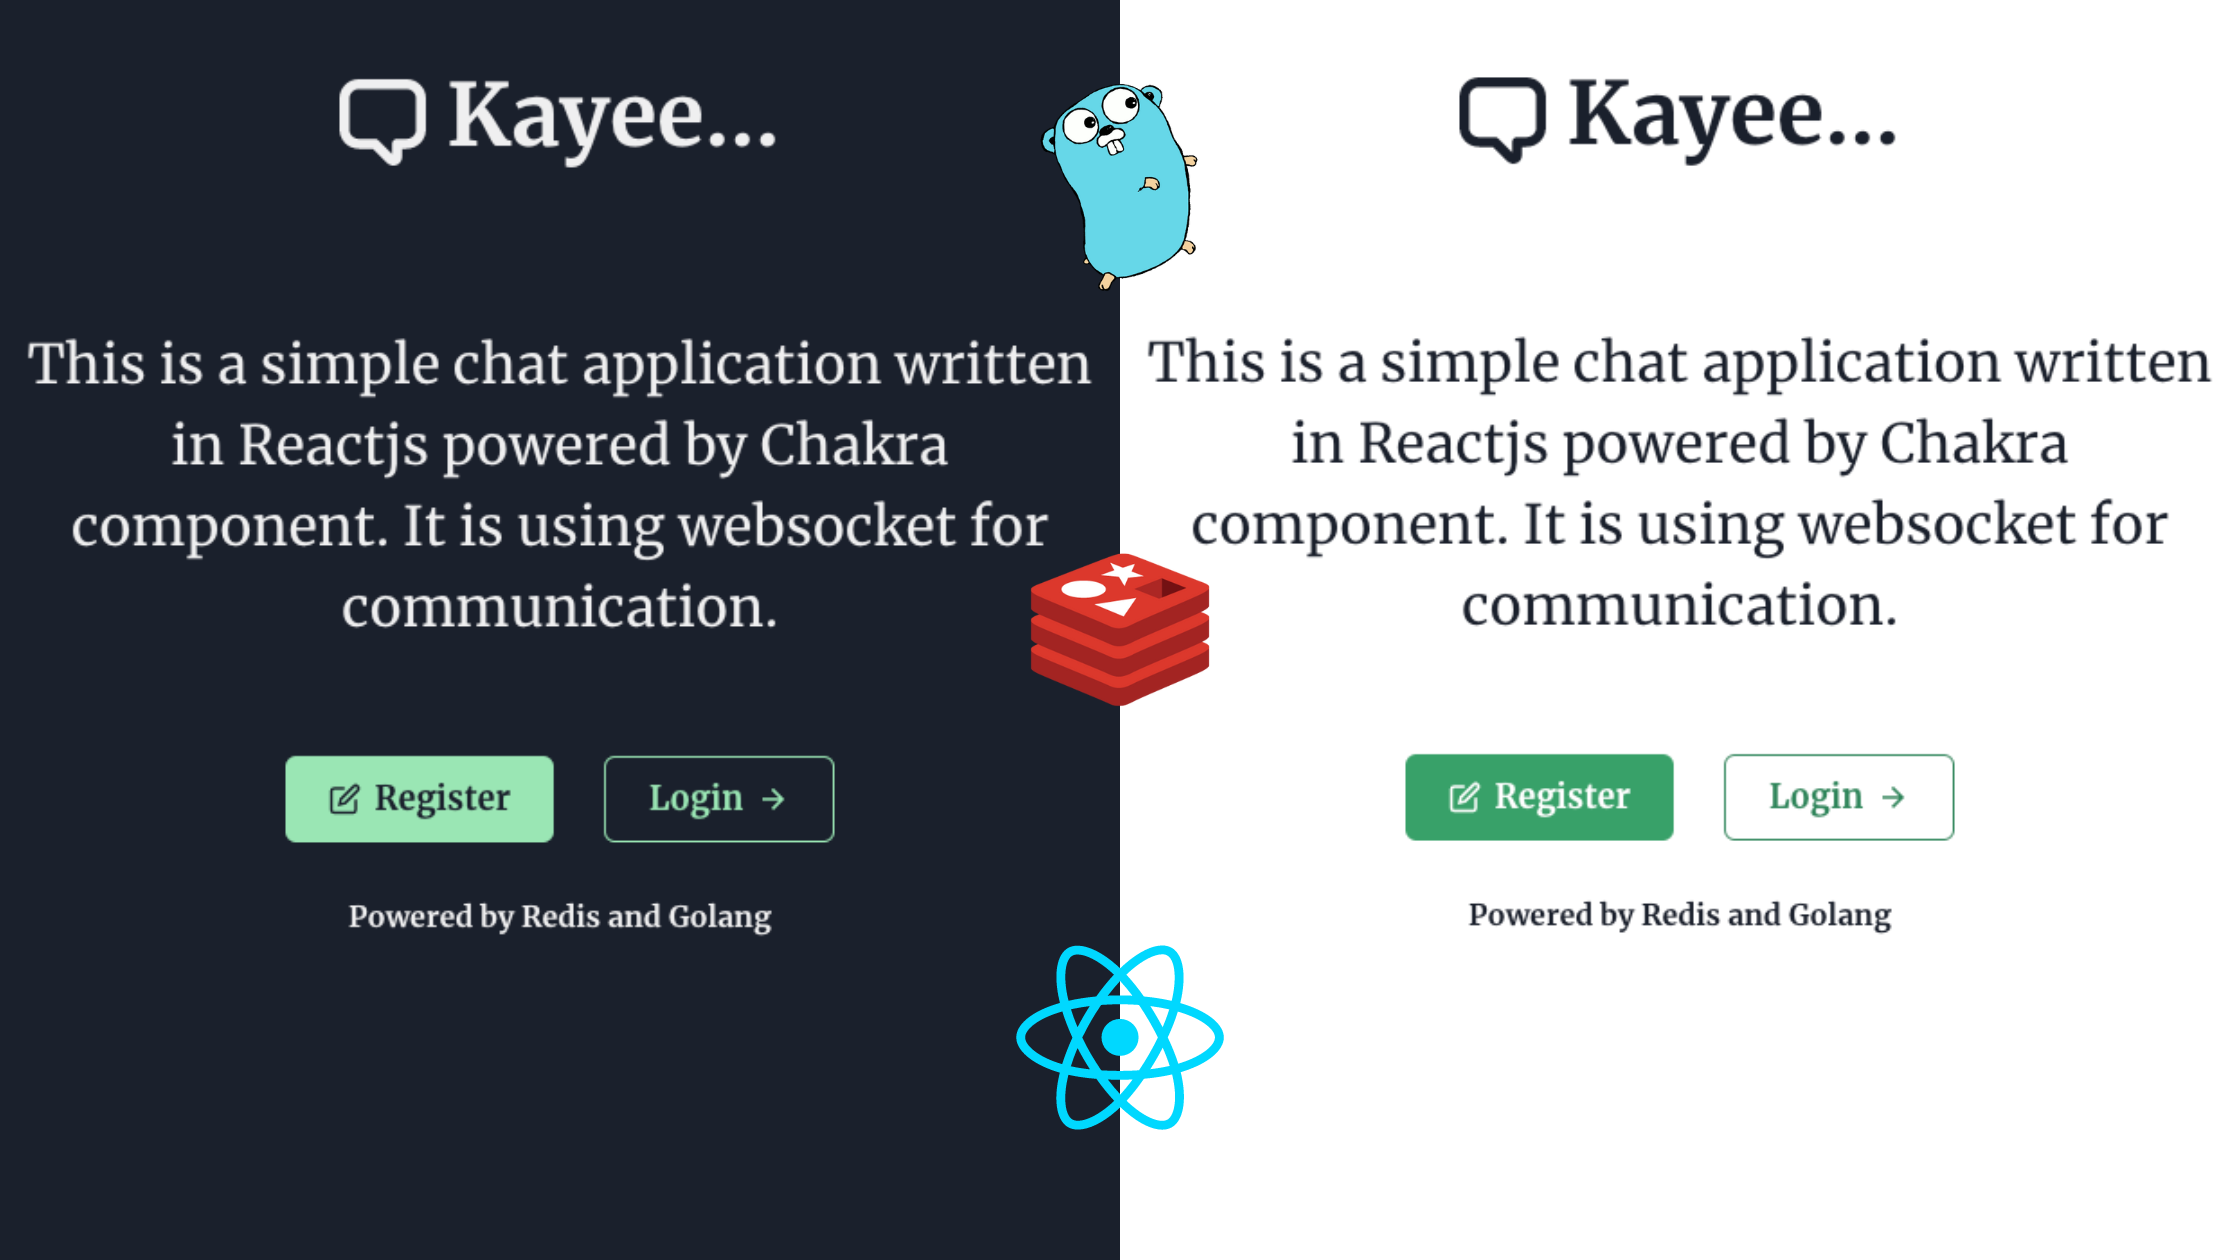 Kayee...
This is a simple chat application written
in Reactjs powered by Chakra
component. It is using websocket for
communication.
Register
Login →
Powered by Redis and Golang
Kayee...
This is a simple chat application written
in Reactjs powered by Chakra
component. It is using websocket for
communication.
Register
Login →
Powered by Redis and Golang